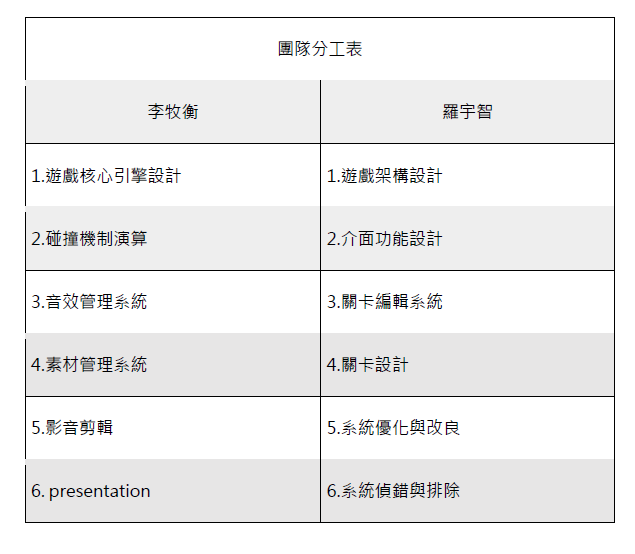 團隊分工表
李牧衡 羅宇智
1.遊戲核心引擎設計 1.遊戲架構設計
2.碰撞機制演算 2.介面功能設計
3.音效管理系統 3.關卡編輯系統
4.素材管理系統 4.關卡設計
5.影音剪輯 5.系統優化與改良
6. presentation 6.系統偵錯與排除